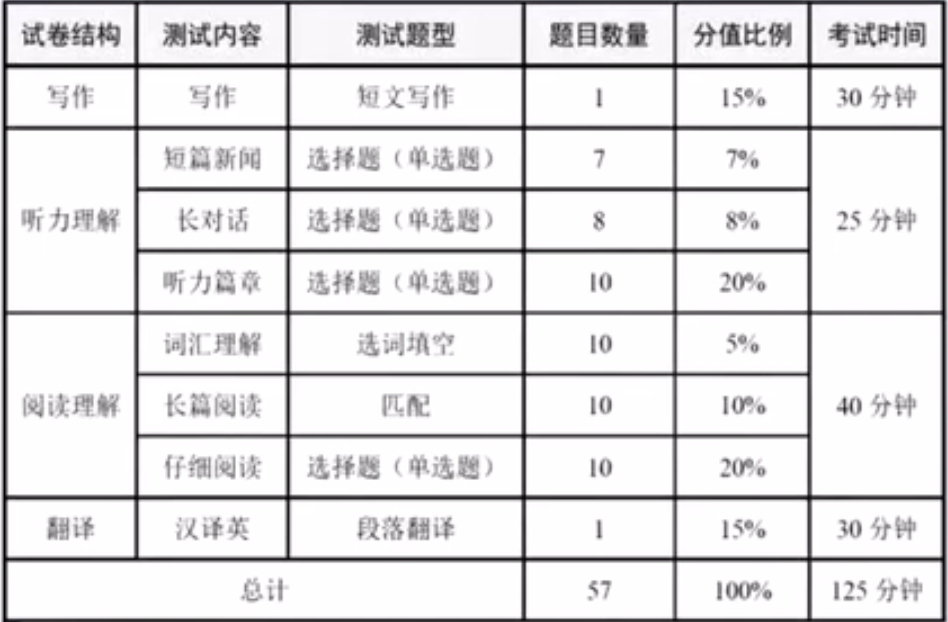 试卷结构 测试内容 测试题型 题目数量 分值比例 考试时间
写作 写作 短文写作 1 15% 30 分钟
短篇新闻 选择题（单选题） 7 7%
听力理解 长对话 选择题（单选题） 8 8% 25 分钟
听力篇章 选择题（单选题） 10 20%
词汇理解 选词填空 10 5%
阅读理解 长篇阅读 匹配 10 10% 40 分钟
仔细阅读 选择题（单选题） 10 20%
翻译 汉译英 段落翻译 1 15% 30 分钟
总计 57 100% 125 分钟